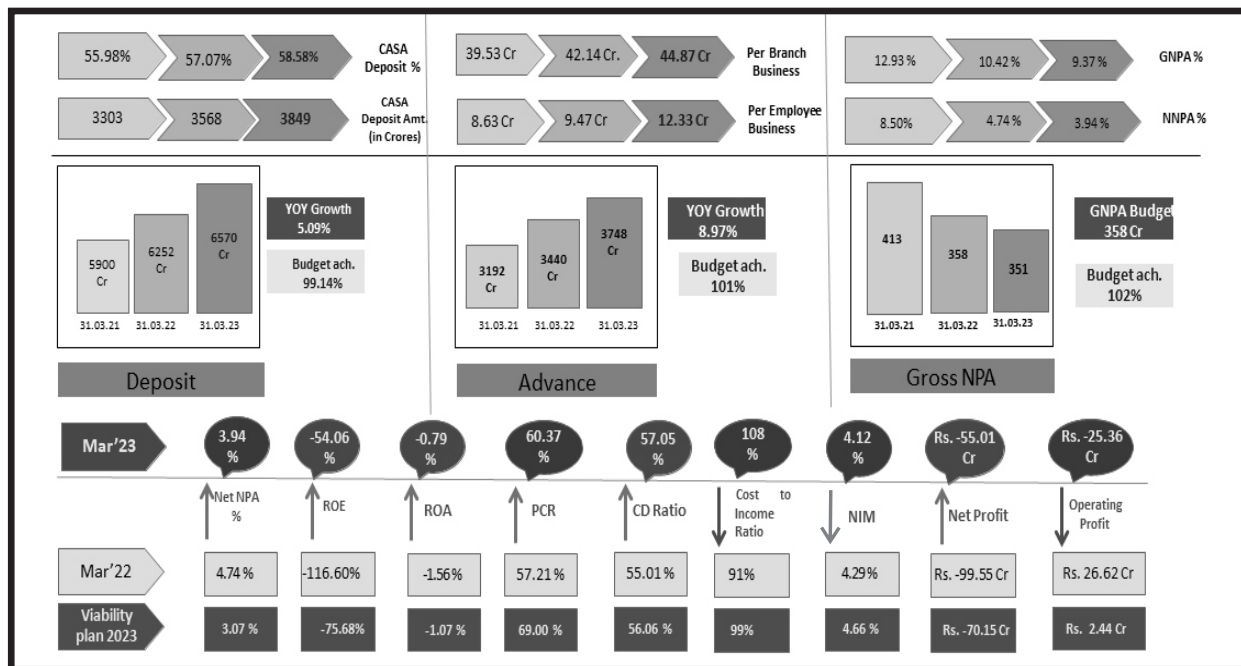 55.98%
57.07%
58.58%
CASA
Deposit %
3303
3568
3849
CASA
Deposit Amt.
(in Crores)
39.53 Cr
42.14 Cr.
44.87 Cr
Per Branch
Business
8.63 Cr
9.47 Cr
12.33 Cr
Per Employee
Business
12.93 %
10.42 %
9.37 %
GNPA %
8.50%
4.74 %
3.94 %
NNPA %
5900
Cr
6252
Cr
6570
Cr
31.03.21
31.03.22
31.03.23
YOY Growth
5.09%
Budget ach.
99.14%
Deposit
3192
Cr
3440
Cr
3748
Cr
31.03.21
31.03.22
31.03.23
YOY Growth
8.97%
Budget ach.
101%
Advance
413
358
351
31.03.21
31.03.22
31.03.23
GNPA Budget
358 Cr
Budget ach.
102%
Gross NPA
Mar’23
3.94
%
-54.06
%
-0.79
%
60.37
%
57.05
%
108
%
4.12
%
Rs. -55.01
Cr
Rs. -25.36
Cr
Net NPA
%
ROE
ROA
PCR
CD Ratio
Cost to
Income
Ratio
NIM
Net Profit
Operating
Profit
Mar’22
4.74 %
-116.60%
-1.56%
57.21 %
55.01 %
91%
4.29 %
Rs. -99.55 Cr
Rs. 26.62 Cr
Viability
plan 2023
3.07 %
-75.68%
-1.07 %
69.00 %
56.06 %
99%
4.66 %
Rs. -70.15 Cr
Rs. 2.44 Cr